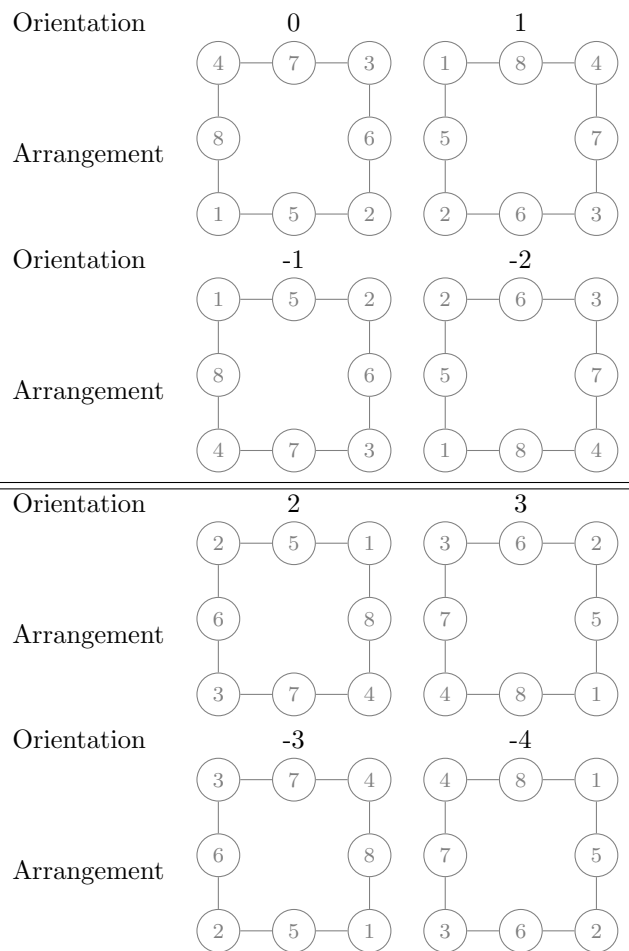 Orientation 0 1
4 7 3 1 8 4
8 6 5 7
Arrangement
1 5 2 2 6 3
Orientation -1 -2
1 5 2 2 6 3
8 6 5 7
Arrangement
4 7 3 1 8 4
Orientation 2 3
2 5 1 3 6 2
6 8 7 5
Arrangement
3 7 4 4 8 1
Orientation -3 -4
3 7 4 4 8 1
6 8 7 5
Arrangement
2 5 1 3 6 2